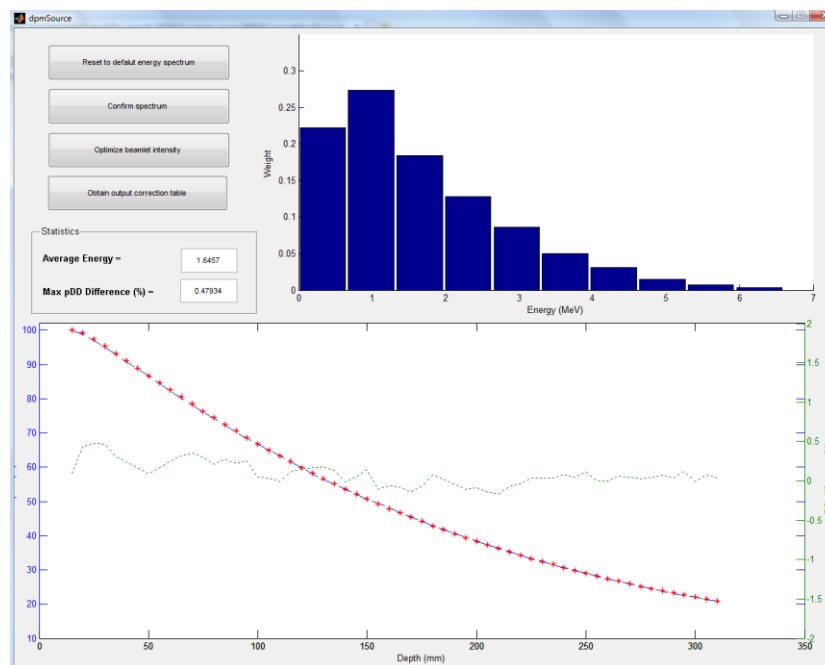 dpmSource
Reset to defalut energy spectrum
Confirm spectrum
Optimize beamlet intensity
Obtain output correction table
Statistics
Average Energy = 1.6457
Max pDD Difference (%) = 0.47934
Weight
0.3
0.25
0.2
0.15
0.1
0.05
0
0 1 2 3 4 5 6 7
Energy (MeV)
100
90
80
70
60
50
40
30
20
10
2
1.5
1
0.5
0
-0.5
-1
-1.5
-2
0 50 100 150 200 250 300 350
Depth (mm)